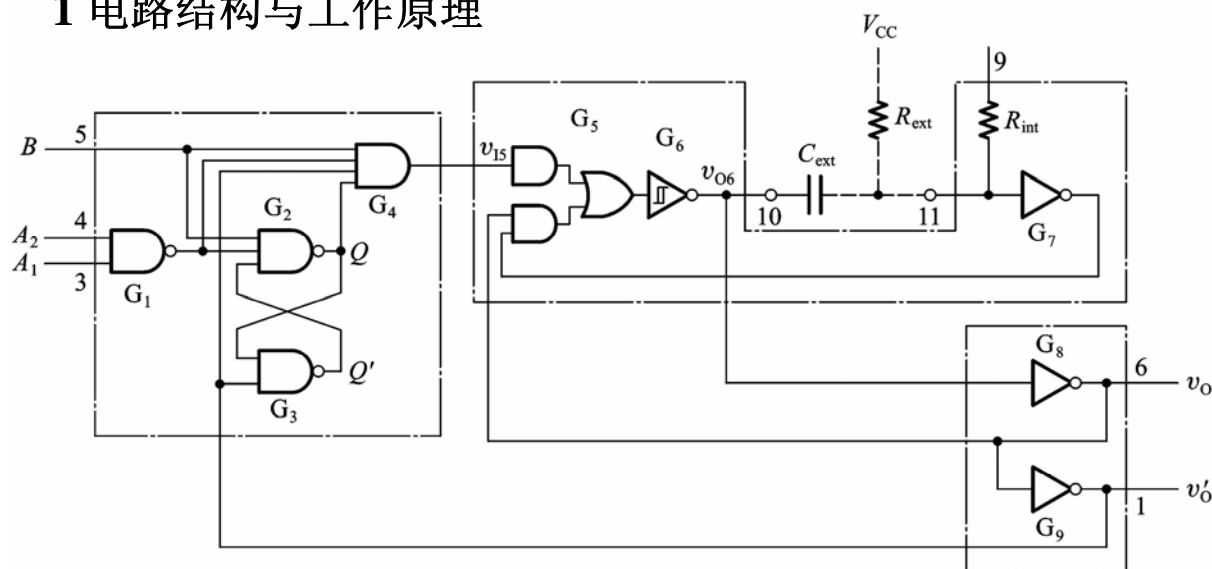 1 电路结构与工作原理
V_CC
9
R_ext
R_int
G_5
G_6
B
5
v_I5
C_ext
v_O6
G_4
10
11
G_7
G_2
A_2
4
Q
A_1
3
G_1
Q'
G_3
G_8
6
v_O
G_9
1
v'_O